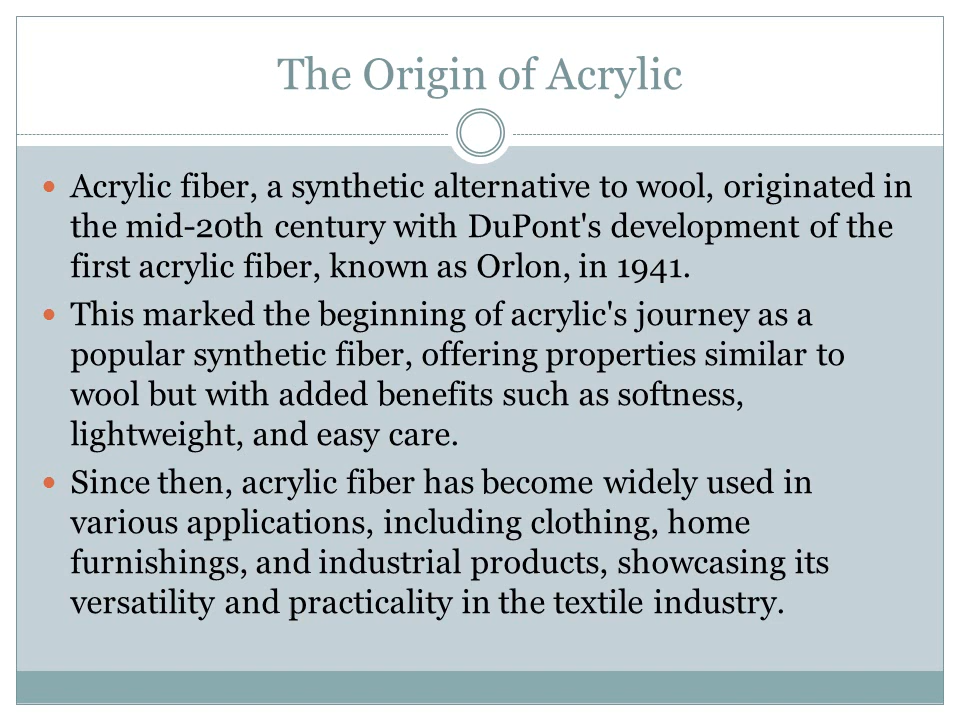 The Origin of Acrylic
Acrylic fiber, a synthetic alternative to wool, originated in
the mid-20th century with DuPont's development of the
first acrylic fiber, known as Orlon, in 1941.
This marked the beginning of acrylic's journey as a
popular synthetic fiber, offering properties similar to
wool but with added benefits such as softness,
lightweight, and easy care.
Since then, acrylic fiber has become widely used in
various applications, including clothing, home
furnishings, and industrial products, showcasing its
versatility and practicality in the textile industry.